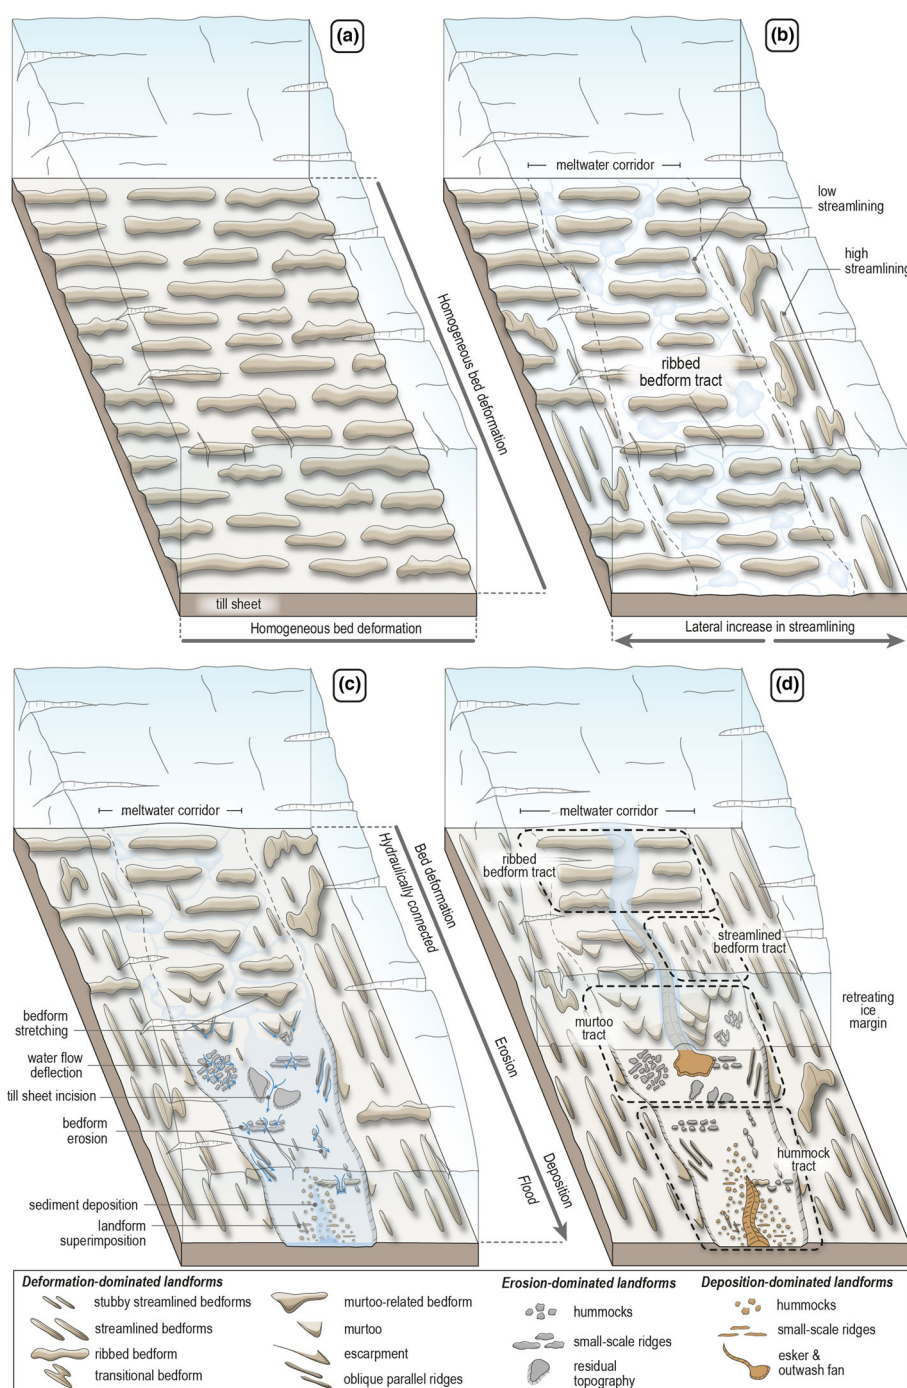 (a)
(b)
meltwater corridor
low
streamlining
high
streamlining
Homogeneous bed deformation
ribbed
bedform tract
till sheet
Homogeneous bed deformation
Lateral increase in streamlining
(c)
(d)
meltwater corridor
meltwater corridor
Bed deformation
Hydraulically connected
Erosion
Deposition
Flood
bedform
stretching
water flow
deflection
till sheet incision
bedform
erosion
sediment deposition
landform
superimposition
ribbed
bedform tract
streamlined
bedform tract
murtoo
tract
retreating
ice
margin
hummock
tract
Deformation-dominated landforms
stubby streamlined bedforms
streamlined bedforms
ribbed bedform
transitional bedform
murtoo-related bedform
murtoo
escarpment
oblique parallel ridges
Erosion-dominated landforms
hummocks
small-scale ridges
residual
topography
Deposition-dominated landforms
hummocks
small-scale ridges
esker &
outwash fan